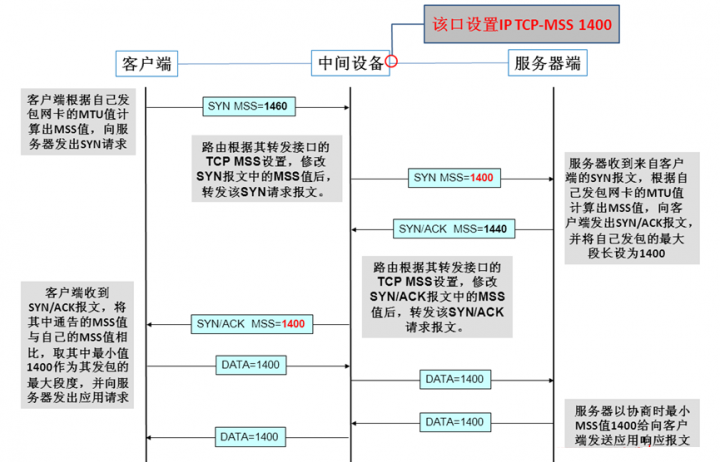 该口设置IP TCP-MSS 1400
客户端
中间设备
服务器端
客户端根据自己发
包网卡的MTU值计
算出MSS值，向服
务器发出SYN请求
SYN MSS=1460
路由根据其转发接口的
TCP MSS设置，修改
SYN报文中的MSS值后，
转发该SYN请求报文。
SYN MSS=1400
服务器收到来自客户
端的SYN报文，根据自
己发包网卡的MTU值
计算出MSS值，向客
户端发出SYN/ACK报文，
并将自己发包的最大
段长设为1400
SYN/ACK MSS=1440
路由根据其转发接口的
TCP MSS设置，修改
SYN/ACK报文中的MSS
值后，转发该SYN/ACK
请求报文。
客户端收到
SYN/ACK报文，将
其中通告的MSS值
与自己的MSS值相
比，取其中最小值
1400作为其发包的
最大段度，并向服
务器发出应用请求
SYN/ACK MSS=1400
DATA=1400
DATA=1400
服务器以协商时最小
MSS值1400给向客户
端发送应用响应报文
DATA=1400
DATA=1400